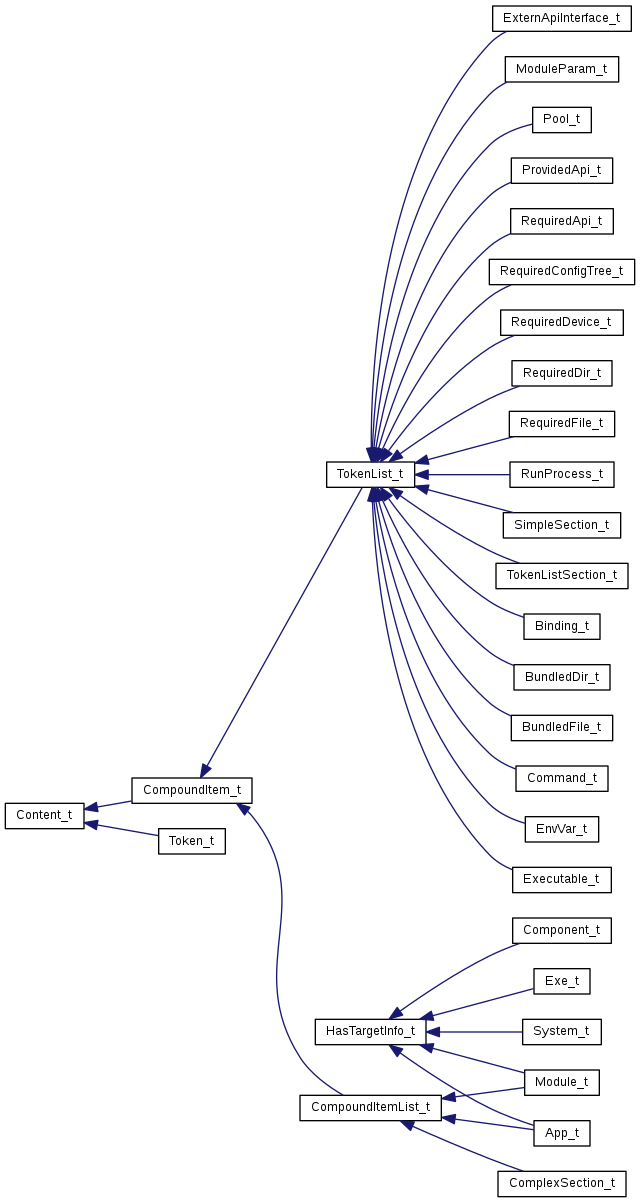 ExternApiInterface_t
ModuleParam_t
Pool_t
ProvidedApi_t
RequiredApi_t
RequiredConfigTree_t
RequiredDevice_t
RequiredDir_t
RequiredFile_t
TokenList_t
RunProcess_t
SimpleSection_t
TokenListSection_t
Binding_t
BundledDir_t
BundledFile_t
CompoundItem_t
Command_t
Content_t
EnvVar_t
Token_t
Executable_t
Component_t
Exe_t
HasTargetInfo_t
System_t
Module_t
CompoundItemList_t
App_t
ComplexSection_t